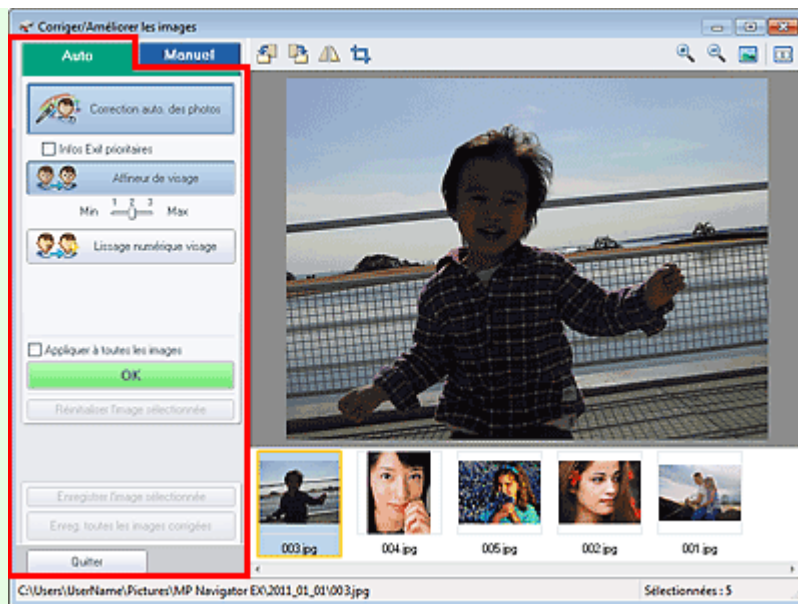 Corriger/Améliorer les images
Auto
Manuel
Correction auto. des photos
Infos Exif prioritaires
Affineur de visage
1 2 3
Min Max
Lissage numérique visage
Appliquer à toutes les images
OK
Réinitialiser l'image sélectionnée
Enregistrer l'image sélectionnée
Enreg. toutes les images corrigées
Quitter
003.jpg
004.jpg
005.jpg
002.jpg
001.jpg
C:\Users\UserName\Pictures\MP Navigator EX\2011_01_01\003.jpg
Sélectionnées : 5